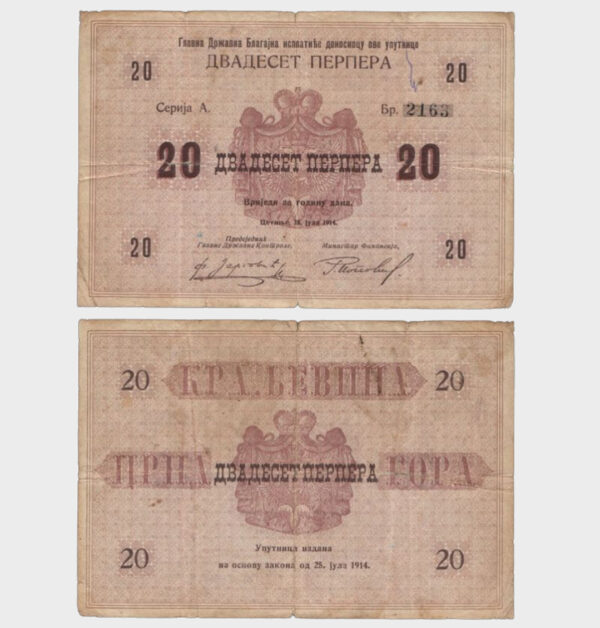 Главна Државна Благајна исплатиће доносиоцу ове упутнице
ДВАДЕСЕТ ПЕРПЕРА
20 20
Серија А. Бр. 2163
20 ДВАДЕСЕТ ПЕРПЕРА 20
Вриједи за годину дана.
Цетиње, 25. јула 1914.
Предсједник Главне Државне Контроле, Министар Финансија,
20 20
20 КРАЉЕВИНА 20
ЦРНА ДВАДЕСЕТ ПЕРПЕРА ГОРА
Упутница издана
20 на основу закона од 25. јула 1914. 20